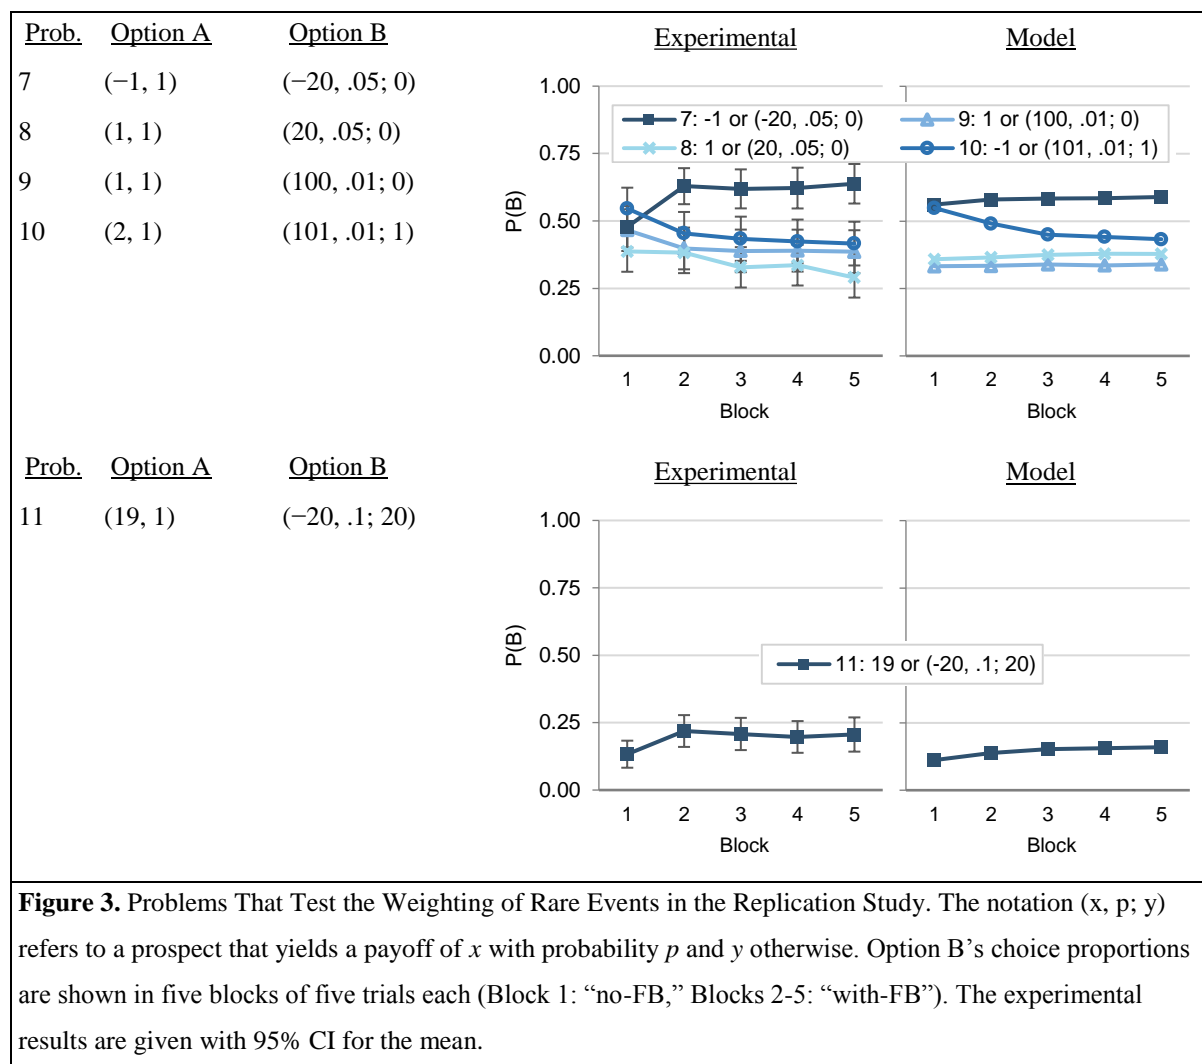 Prob. Option A Option B Experimental Model
7 (−1, 1) (−20, .05; 0)
8 (1, 1) (20, .05; 0)
9 (1, 1) (100, .01; 0)
10 (2, 1) (101, .01; 1)
1.00
0.75
0.50
0.25
0.00
P(B)
7: -1 or (-20, .05; 0) 9: 1 or (100, .01; 0)
8: 1 or (20, .05; 0) 10: -1 or (101, .01; 1)
1 2 3 4 5 1 2 3 4 5
Block Block
Prob. Option A Option B Experimental Model
11 (19, 1) (−20, .1; 20)
1.00
0.75
0.50
0.25
0.00
P(B)
11: 19 or (-20, .1; 20)
1 2 3 4 5 1 2 3 4 5
Block Block
Figure 3. Problems That Test the Weighting of Rare Events in the Replication Study. The notation (x, p; y)
refers to a prospect that yields a payoff of x with probability p and y otherwise. Option B’s choice proportions
are shown in five blocks of five trials each (Block 1: “no-FB,” Blocks 2-5: “with-FB”). The experimental
results are given with 95% CI for the mean.